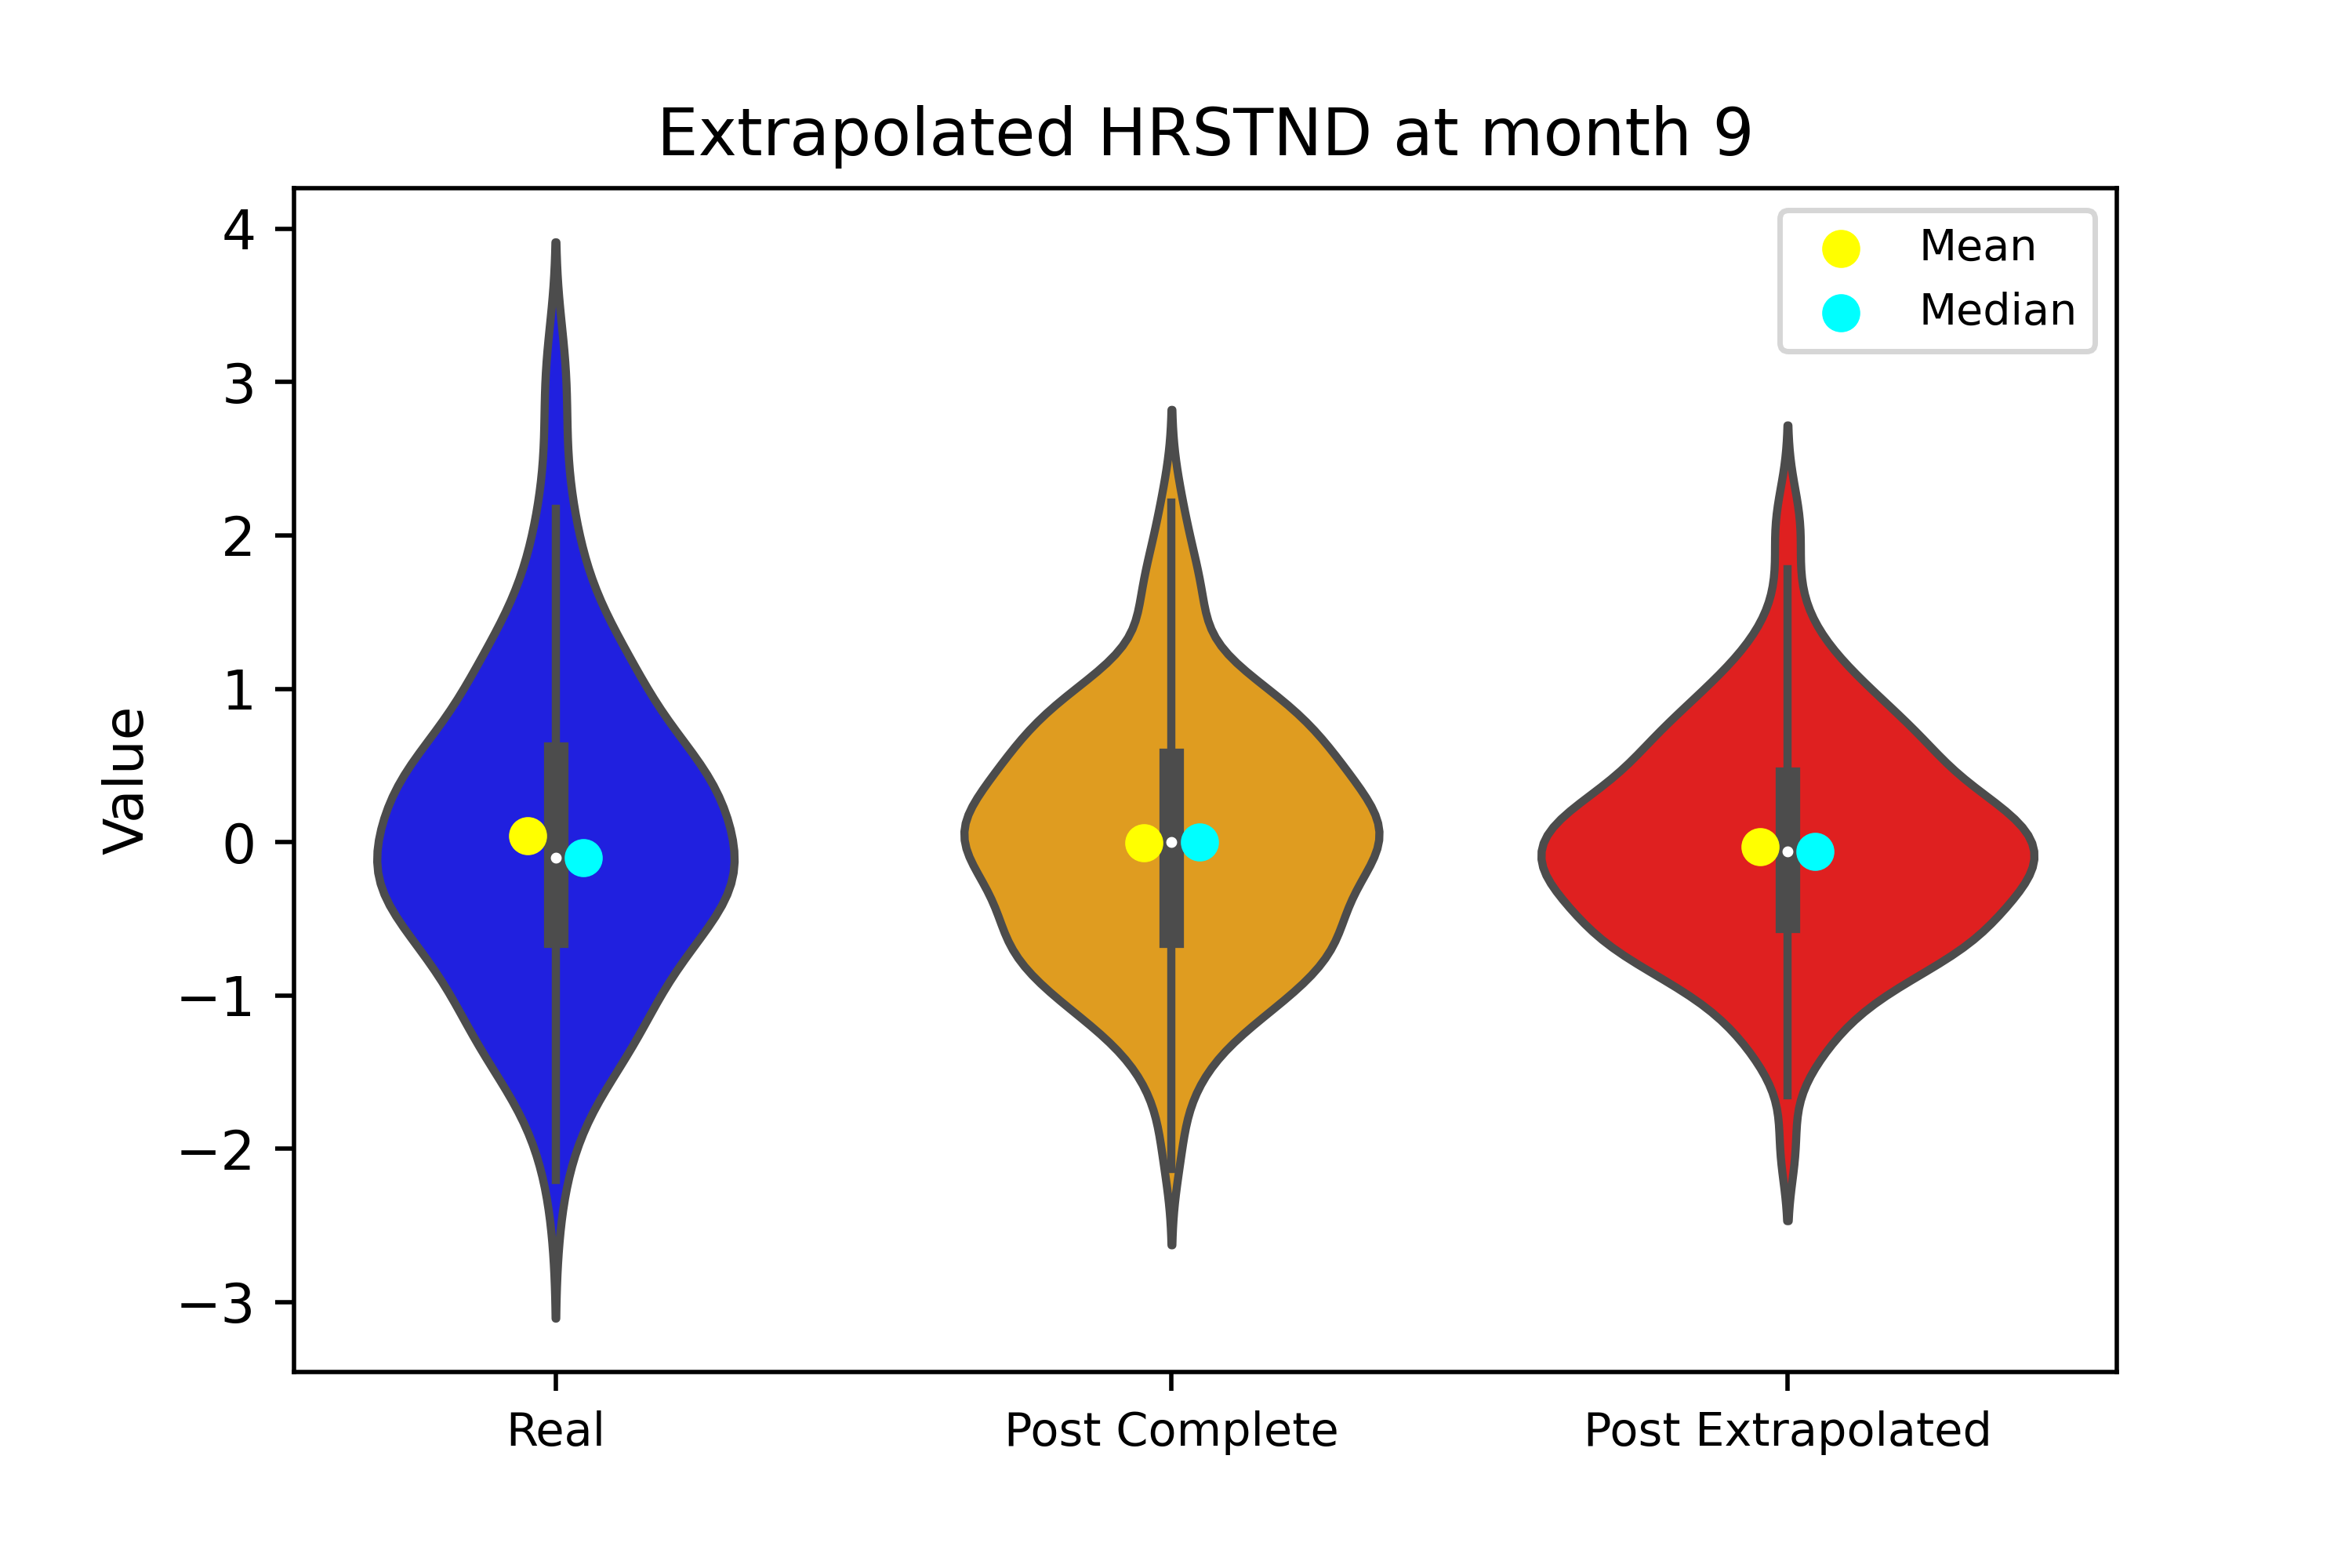 Extrapolated HRSTND at month 9
Mean
Median
4
3
2
1
0
−1
−2
−3
Value
Real
Post Complete
Post Extrapolated